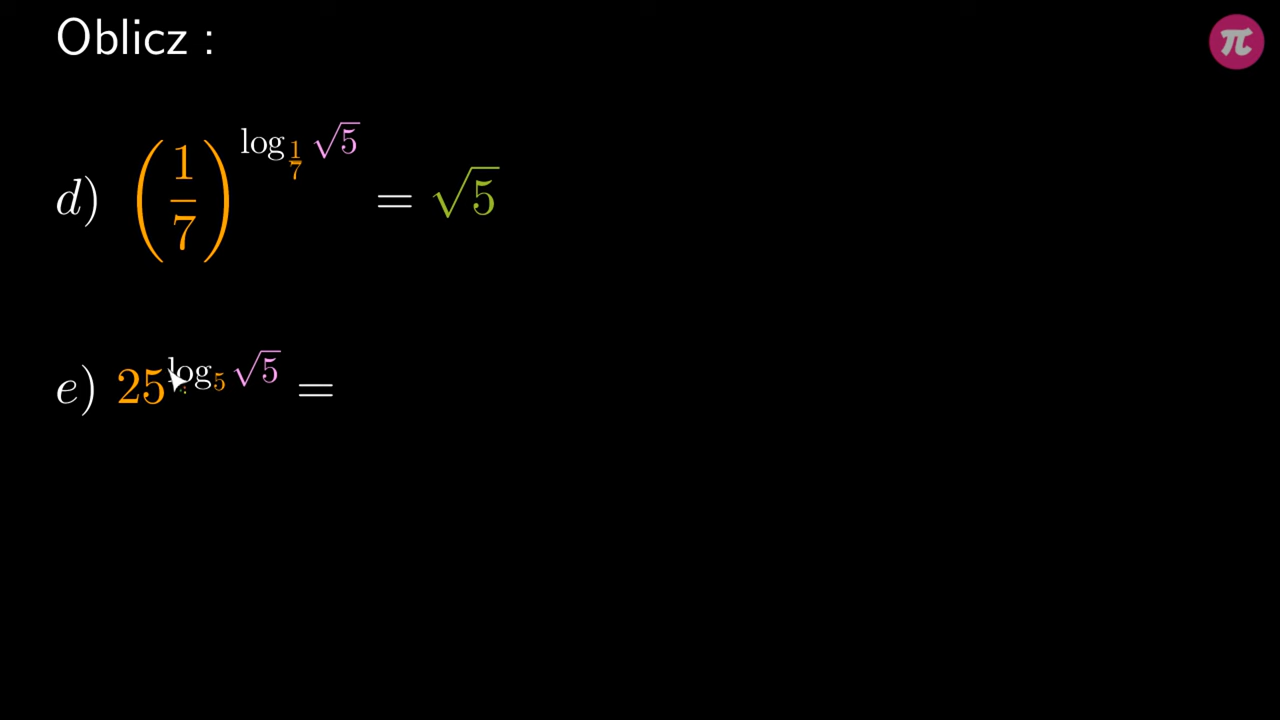 Oblicz :
π
d) (1/7)^(log_(1/7) √5) = √5
e) 25^(log_5 √5) =